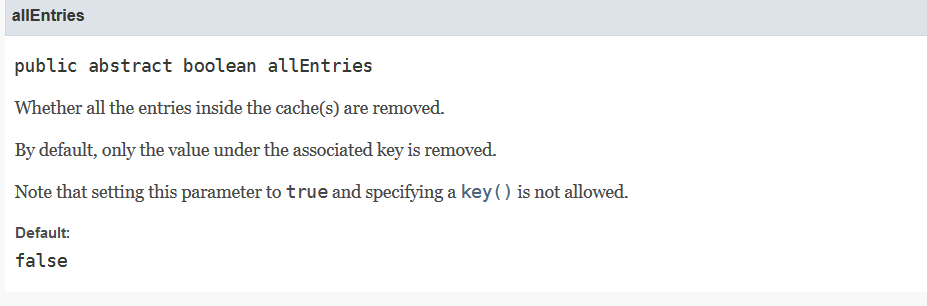 allEntries
public abstract boolean allEntries
Whether all the entries inside the cache(s) are removed.
By default, only the value under the associated key is removed.
Note that setting this parameter to true and specifying a key() is not allowed.
Default:
false